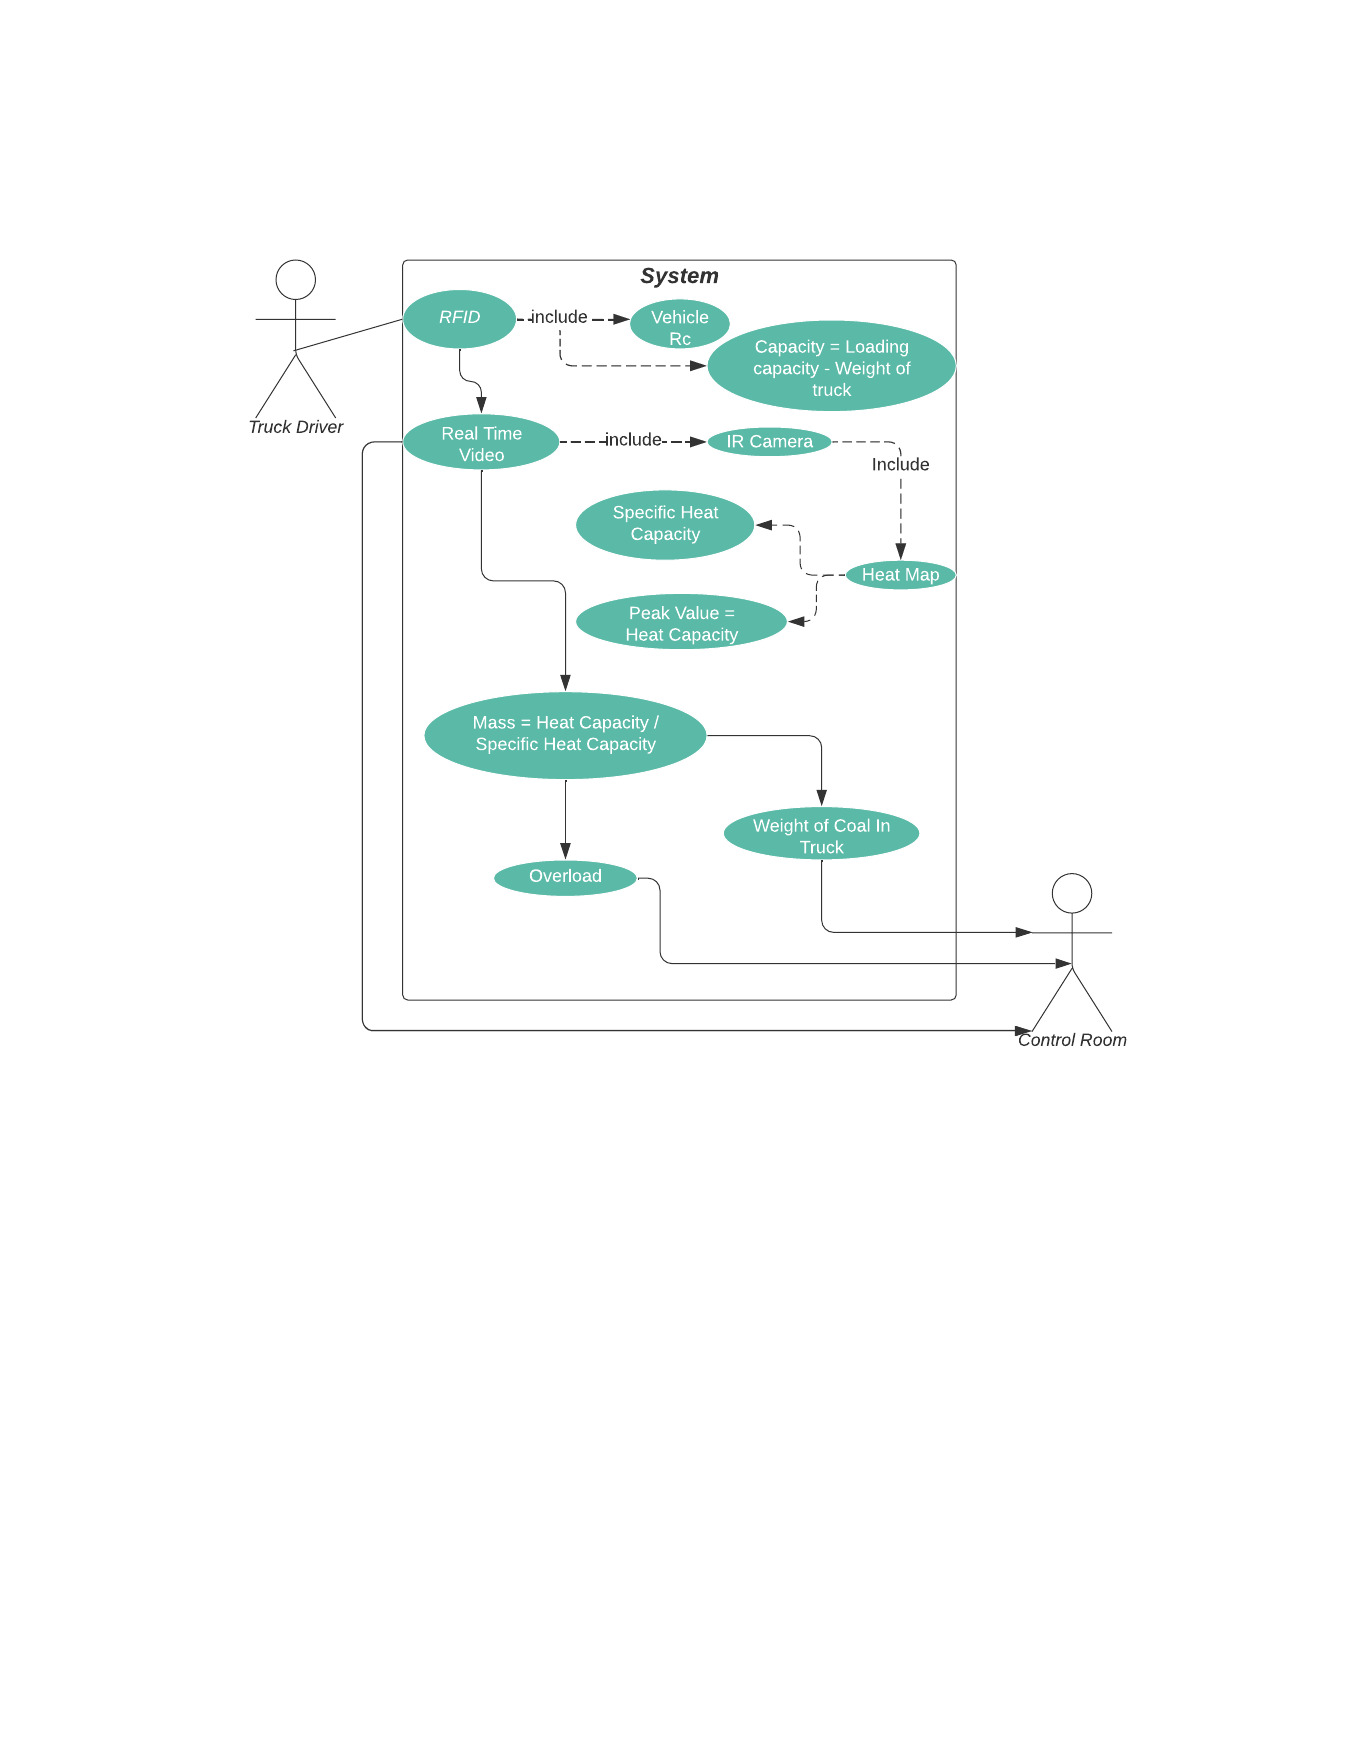 System
RFID
include
Vehicle
Rc
Capacity = Loading
capacity - Weight of
truck
Truck Driver
Real Time
Video
include
IR Camera
Include
Specific Heat
Capacity
Heat Map
Peak Value =
Heat Capacity
Mass = Heat Capacity /
Specific Heat Capacity
Weight of Coal In
Truck
Overload
Control Room